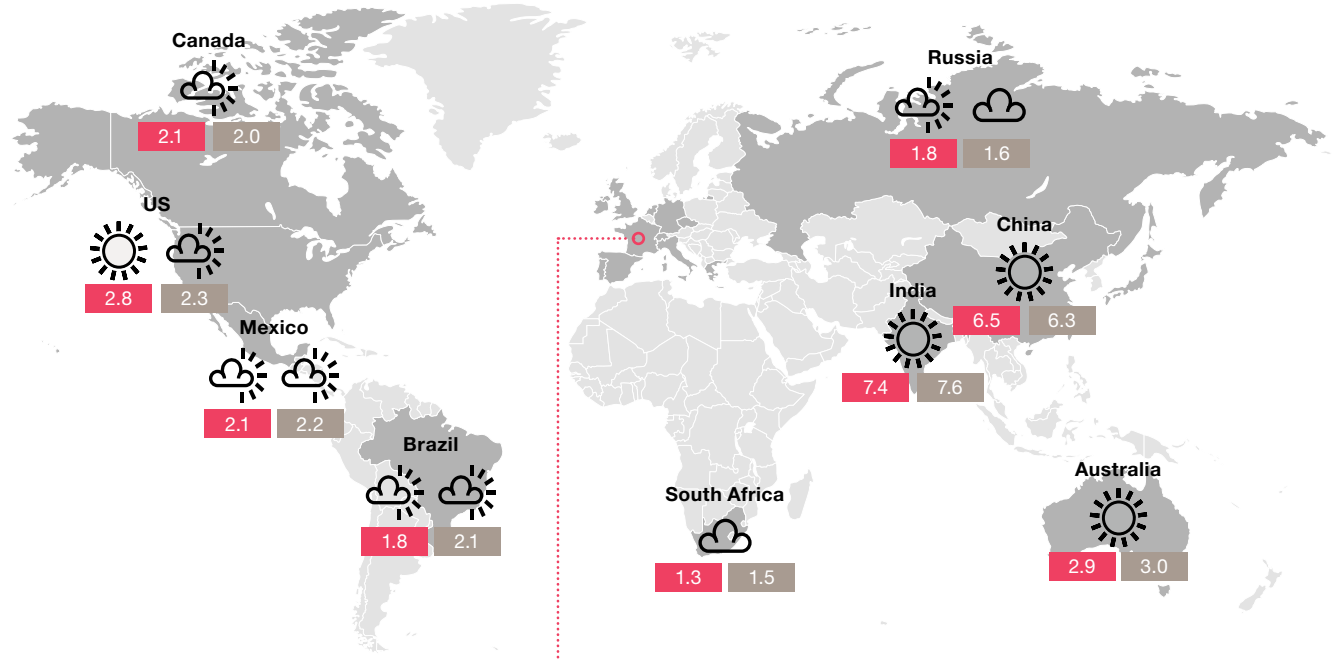 Canada
2.1 2.0
Russia
1.8 1.6
US
2.8 2.3
China
6.5 6.3
India
7.4 7.6
Mexico
2.1 2.2
Brazil
1.8 2.1
South Africa
1.3 1.5
Australia
2.9 3.0